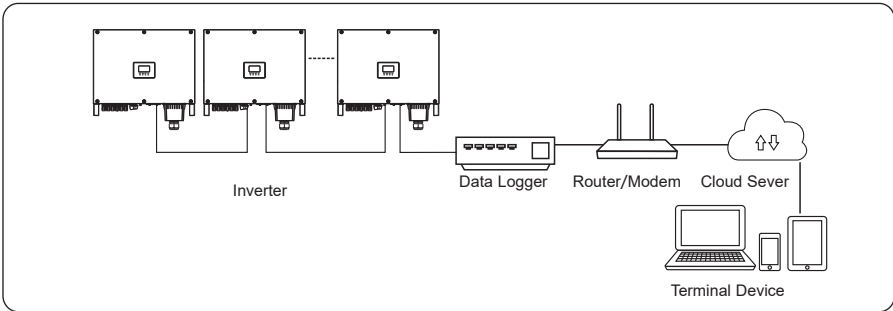 Data Logger
Router/Modem
Cloud Sever
Inverter
Terminal Device